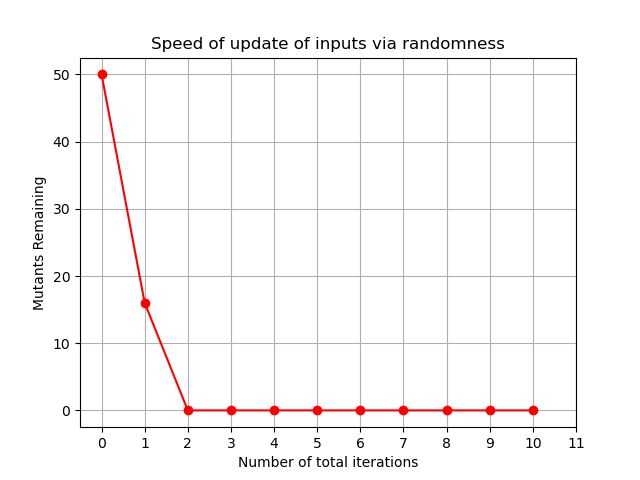 Speed of update of inputs via randomness
50
40
30
20
10
0
Mutants Remaining
0 1 2 3 4 5 6 7 8 9 10 11
Number of total iterations